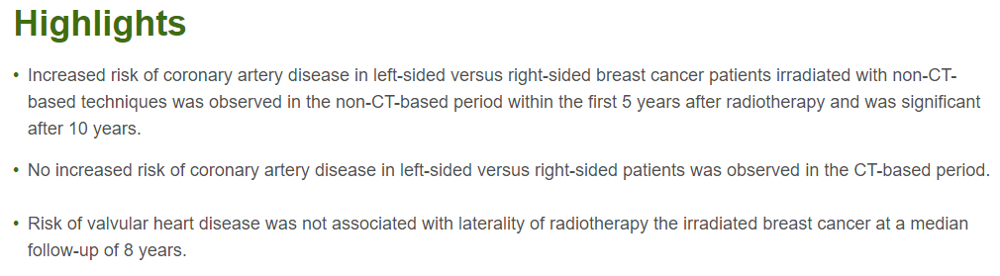 Highlights
• Increased risk of coronary artery disease in left-sided versus right-sided breast cancer patients irradiated with non-CT-
based techniques was observed in the non-CT-based period within the first 5 years after radiotherapy and was significant
after 10 years.
• No increased risk of coronary artery disease in left-sided versus right-sided patients was observed in the CT-based period.
• Risk of valvular heart disease was not associated with laterality of radiotherapy the irradiated breast cancer at a median
follow-up of 8 years.